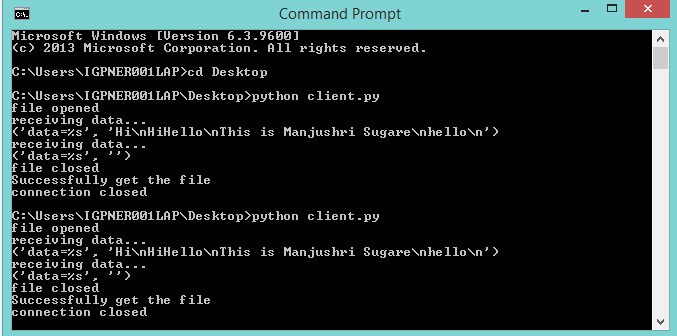 Command Prompt
Microsoft Windows [Version 6.3.9600]
(c) 2013 Microsoft Corporation. All rights reserved.
C:\Users\IGPNER001LAP>cd Desktop
C:\Users\IGPNER001LAP\Desktop>python client.py
file opened
receiving data...
('data=%s', 'Hi\nHiHello\nThis is Manjushri Sugare\nhello\n')
receiving data...
('data=%s', '')
file closed
Successfully get the file
connection closed
C:\Users\IGPNER001LAP\Desktop>python client.py
file opened
receiving data...
('data=%s', 'Hi\nHiHello\nThis is Manjushri Sugare\nhello\n')
receiving data...
('data=%s', '')
file closed
Successfully get the file
connection closed